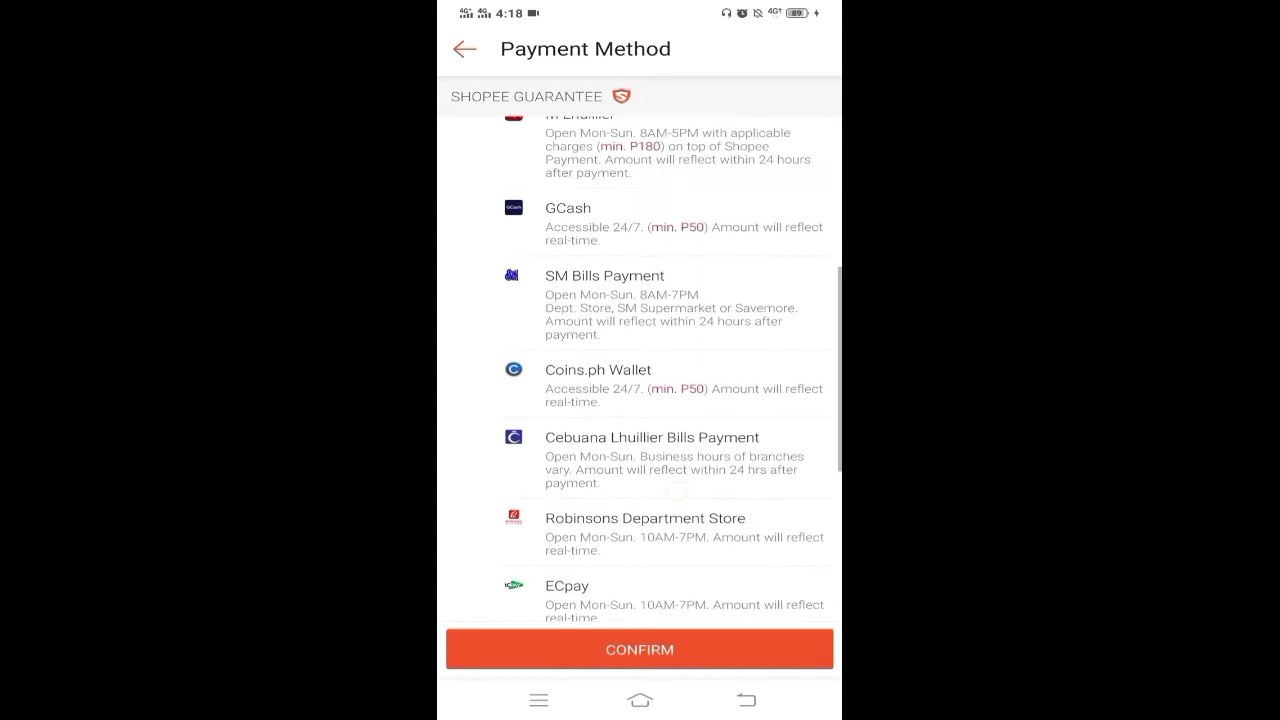 4G+ 4G 4:18 4G↑ 89
Payment Method
SHOPEE GUARANTEE
M Lhuillier
Open Mon-Sun. 8AM-5PM with applicable
charges (min. P180) on top of Shopee
Payment. Amount will reflect within 24 hours
after payment.
GCash
GCash
Accessible 24/7. (min. P50) Amount will reflect
real-time.
SM Bills Payment
Open Mon-Sun. 8AM-7PM
Dept. Store, SM Supermarket or Savemore.
Amount will reflect within 24 hours after
payment.
Coins.ph Wallet
Accessible 24/7. (min. P50) Amount will reflect
real-time.
Cebuana Lhuillier Bills Payment
Open Mon-Sun. Business hours of branches
vary. Amount will reflect within 24 hrs after
payment.
Robinsons Department Store
Open Mon-Sun. 10AM-7PM. Amount will reflect
real-time.
ECpay
Open Mon-Sun. 10AM-7PM. Amount will reflect
real-time.
CONFIRM